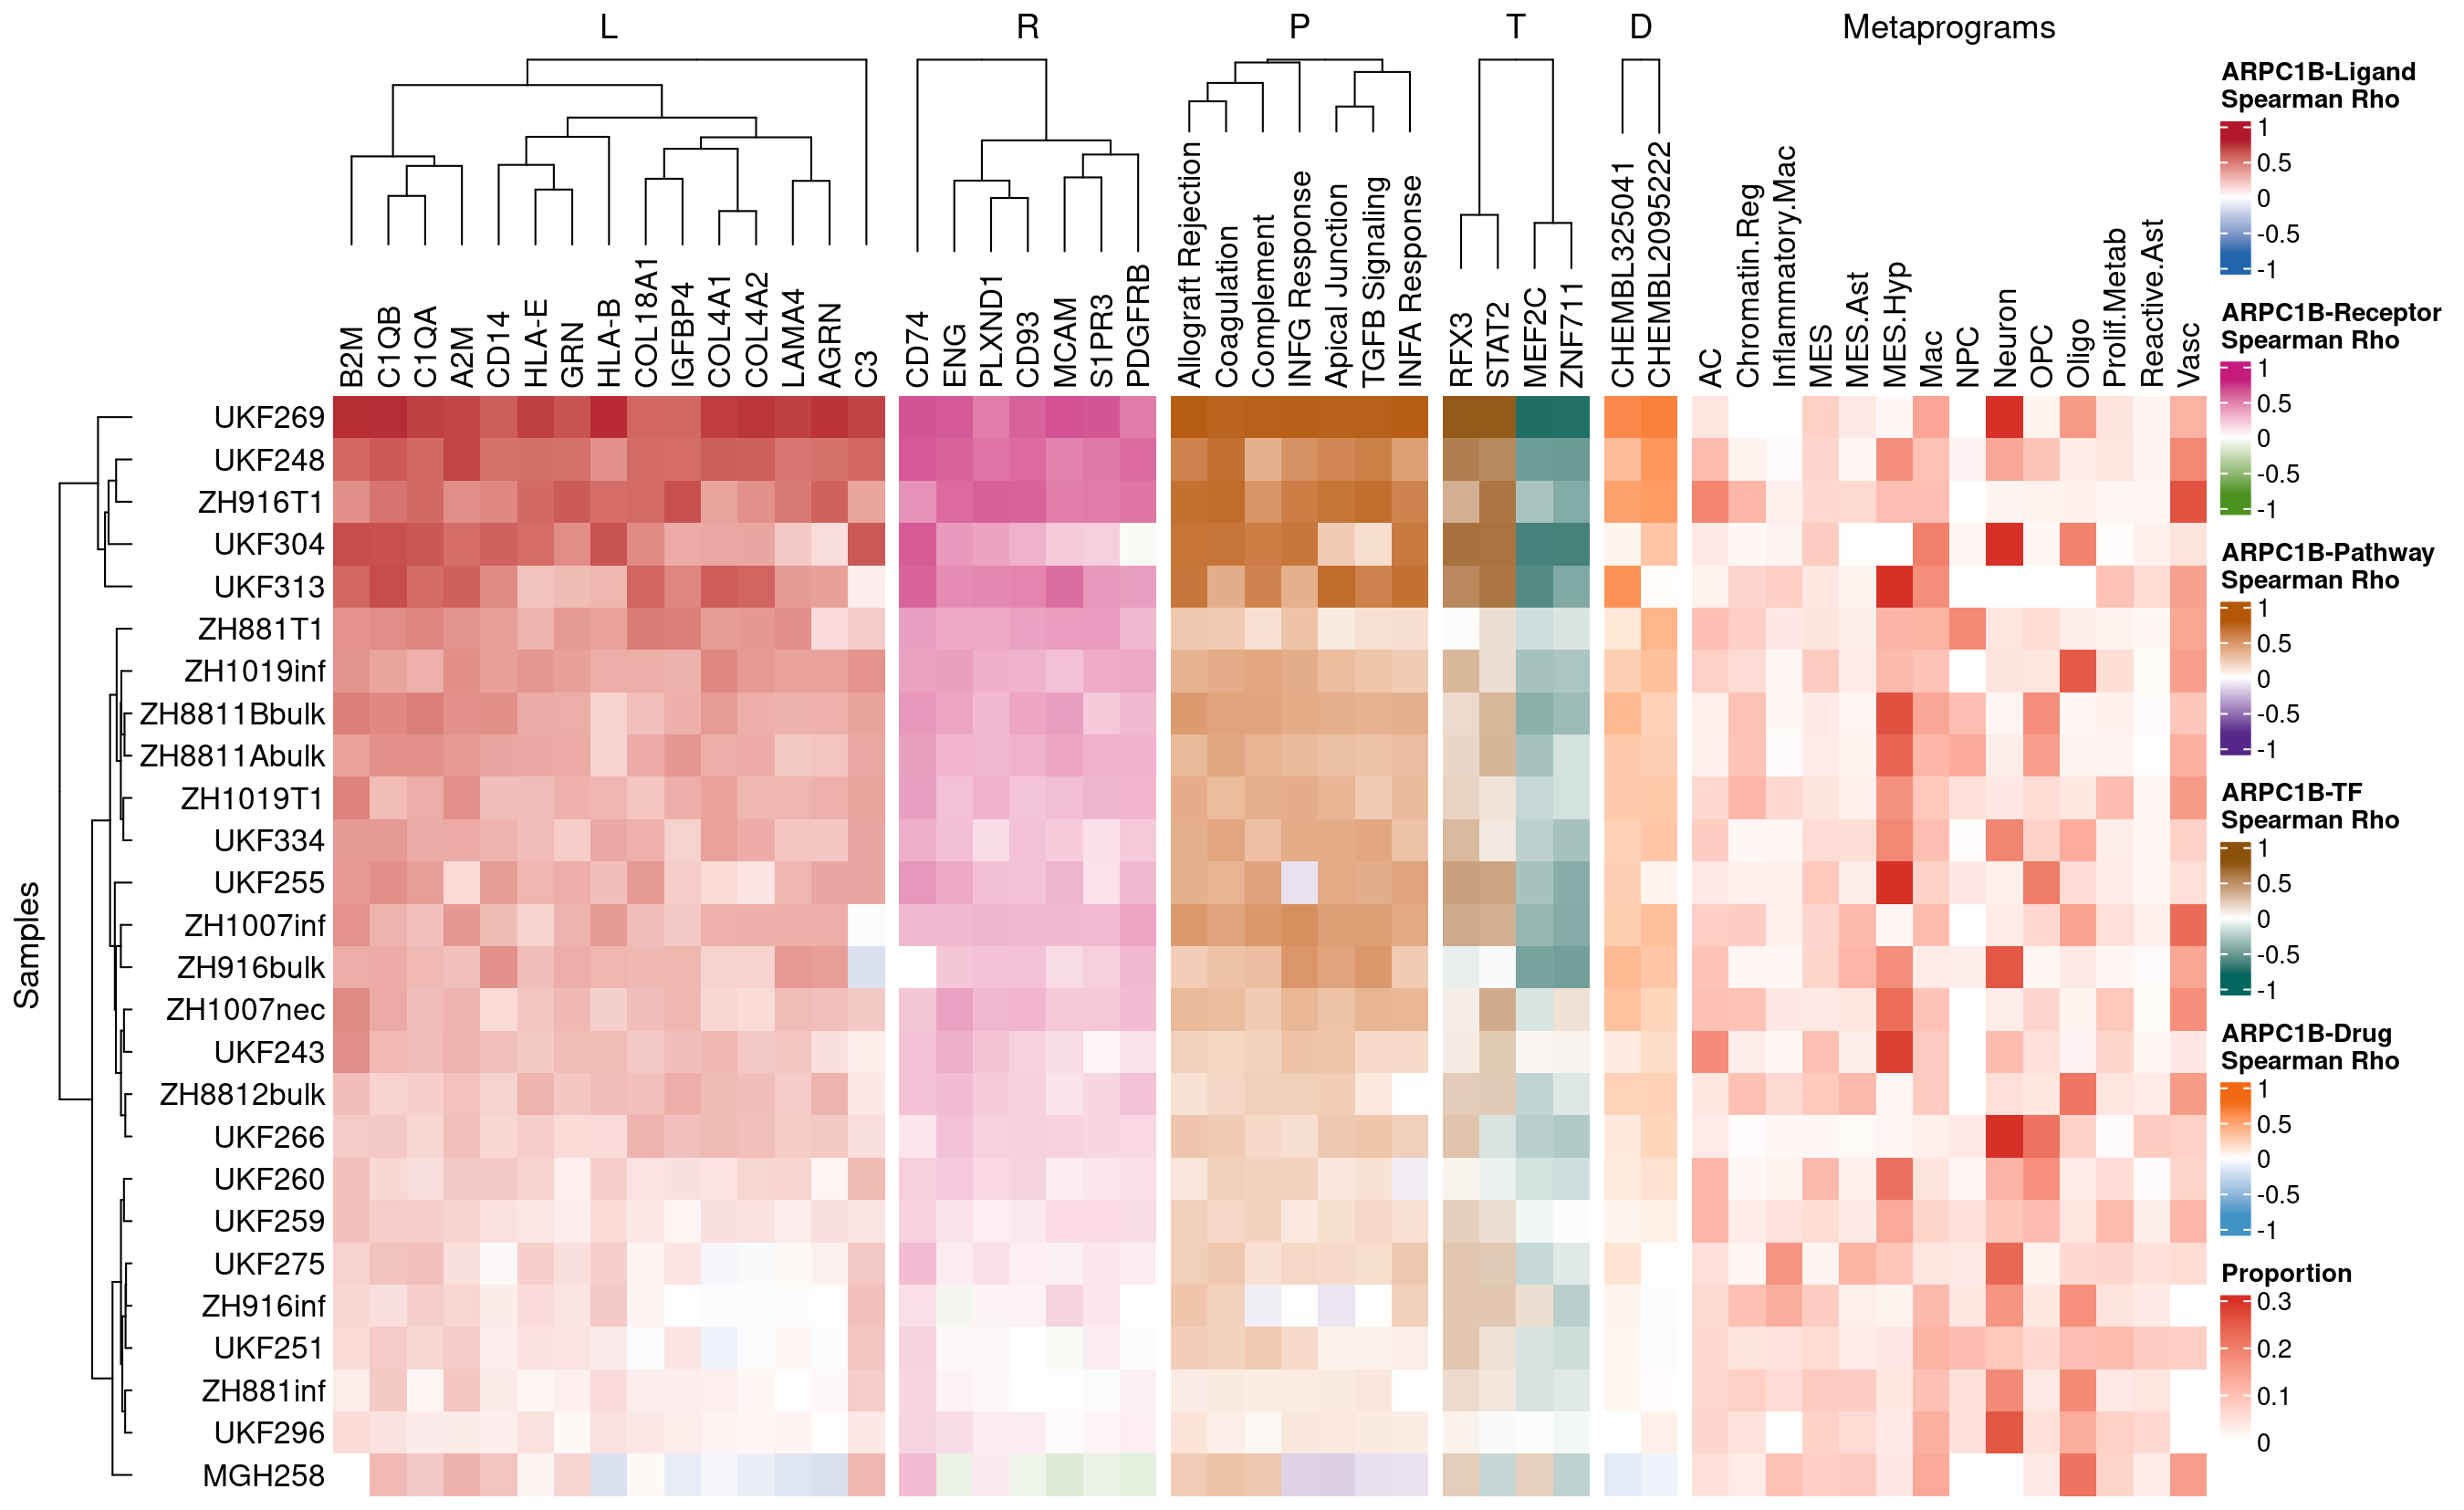 L R P T D Metaprograms
B2M
C1QB
C1QA
A2M
CD14
HLA-E
GRN
HLA-B
COL18A1
IGFBP4
COL4A1
COL4A2
LAMA4
AGRN
C3
CD74
ENG
PLXND1
CD93
MCAM
S1PR3
PDGFRB
Allograft Rejection
Coagulation
Complement
INFG Response
Apical Junction
TGFB Signaling
INFA Response
RFX3
STAT2
MEF2C
ZNF711
CHEMBL325041
CHEMBL2095222
AC
Chromatin.Reg
Inflammatory.Mac
MES
MES.Ast
MES.Hyp
Mac
NPC
Neuron
OPC
Oligo
Prolif.Metab
Reactive.Ast
Vasc
Samples
UKF269
UKF248
ZH916T1
UKF304
UKF313
ZH881T1
ZH1019inf
ZH8811Bbulk
ZH8811Abulk
ZH1019T1
UKF334
UKF255
ZH1007inf
ZH916bulk
ZH1007nec
UKF243
ZH8812bulk
UKF266
UKF260
UKF259
UKF275
ZH916inf
UKF251
ZH881inf
UKF296
MGH258
ARPC1B-Ligand
Spearman Rho
1
0.5
0
-0.5
-1
ARPC1B-Receptor
Spearman Rho
1
0.5
0
-0.5
-1
ARPC1B-Pathway
Spearman Rho
1
0.5
0
-0.5
-1
ARPC1B-TF
Spearman Rho
1
0.5
0
-0.5
-1
ARPC1B-Drug
Spearman Rho
1
0.5
0
-0.5
-1
Proportion
0.3
0.2
0.1
0